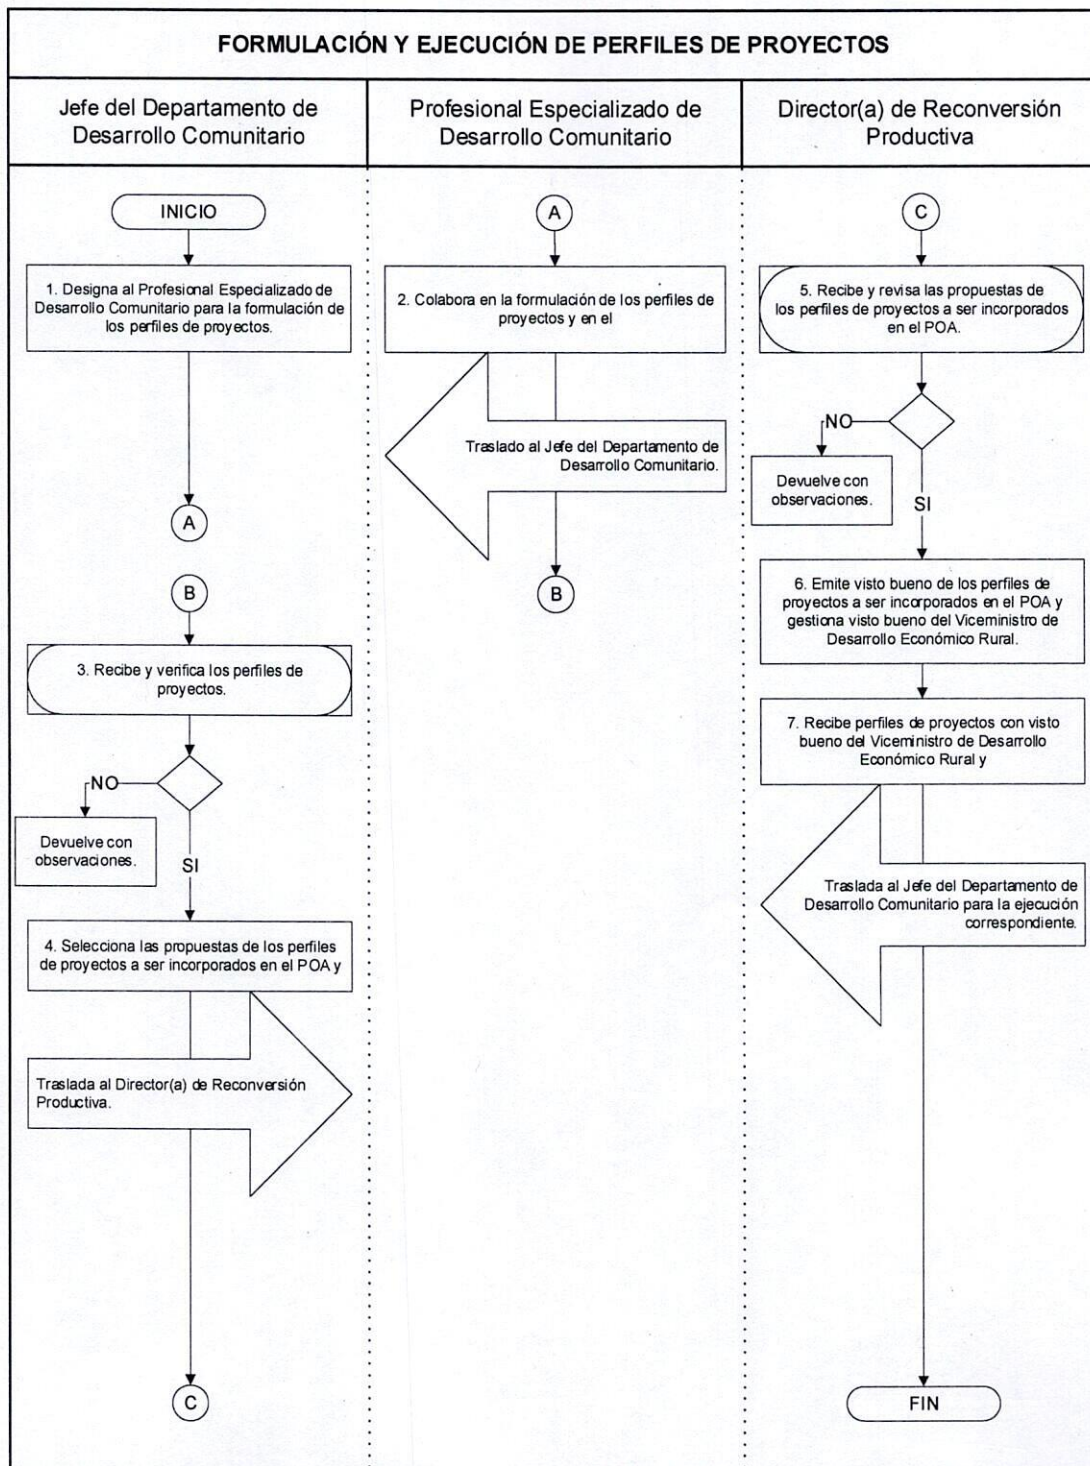 FORMULACIÓN Y EJECUCIÓN DE PERFILES DE PROYECTOS
Jefe del Departamento de
Desarrollo Comunitario
Profesional Especializado de
Desarrollo Comunitario
Director(a) de Reconversión
Productiva
INICIO
1. Designa al Profesional Especializado de
Desarrollo Comunitario para la formulación de
los perfiles de proyectos.
A
B
3. Recibe y verifica los perfiles de
proyectos.
NO
Devuelve con
observaciones.
SI
4. Selecciona las propuestas de los perfiles
de proyectos a ser incorporados en el POA y
Traslada al Director(a) de Reconversión
Productiva.
C
A
2. Colabora en la formulación de los perfiles de
proyectos y en el
Traslado al Jefe del Departamento de
Desarrollo Comunitario.
B
C
5. Recibe y revisa las propuestas de
los perfiles de proyectos a ser incorporados
en el POA.
NO
Devuelve con
observaciones.
SI
6. Emite visto bueno de los perfiles de
proyectos a ser incorporados en el POA y
gestiona visto bueno del Viceministro de
Desarrollo Económico Rural.
7. Recibe perfiles de proyectos con visto
bueno del Viceministro de Desarrollo
Económico Rural y
Traslada al Jefe del Departamento de
Desarrollo Comunitario para la ejecución
correspondiente.
FIN